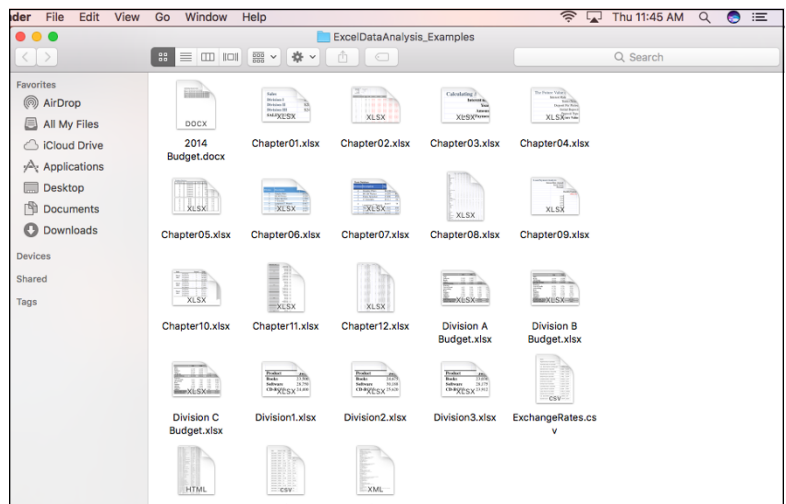 der File Edit View Go Window Help Thu 11:45 AM
ExcelDataAnalysis_Examples
Search
Favorites
AirDrop
All My Files
iCloud Drive
Applications
Desktop
Documents
Downloads
Devices
Shared
Tags
DOCX
2014
Budget.docx
XLSX
Chapter01.xlsx
XLSX
Chapter02.xlsx
XLSX
Chapter03.xlsx
XLSX
Chapter04.xlsx
XLSX
Chapter05.xlsx
XLSX
Chapter06.xlsx
XLSX
Chapter07.xlsx
XLSX
Chapter08.xlsx
XLSX
Chapter09.xlsx
XLSX
Chapter10.xlsx
XLSX
Chapter11.xlsx
XLSX
Chapter12.xlsx
XLSX
Division A
Budget.xlsx
XLSX
Division B
Budget.xlsx
XLSX
Division C
Budget.xlsx
XLSX
Division1.xlsx
XLSX
Division2.xlsx
XLSX
Division3.xlsx
CSV
ExchangeRates.cs
v
HTML
CSV
XML